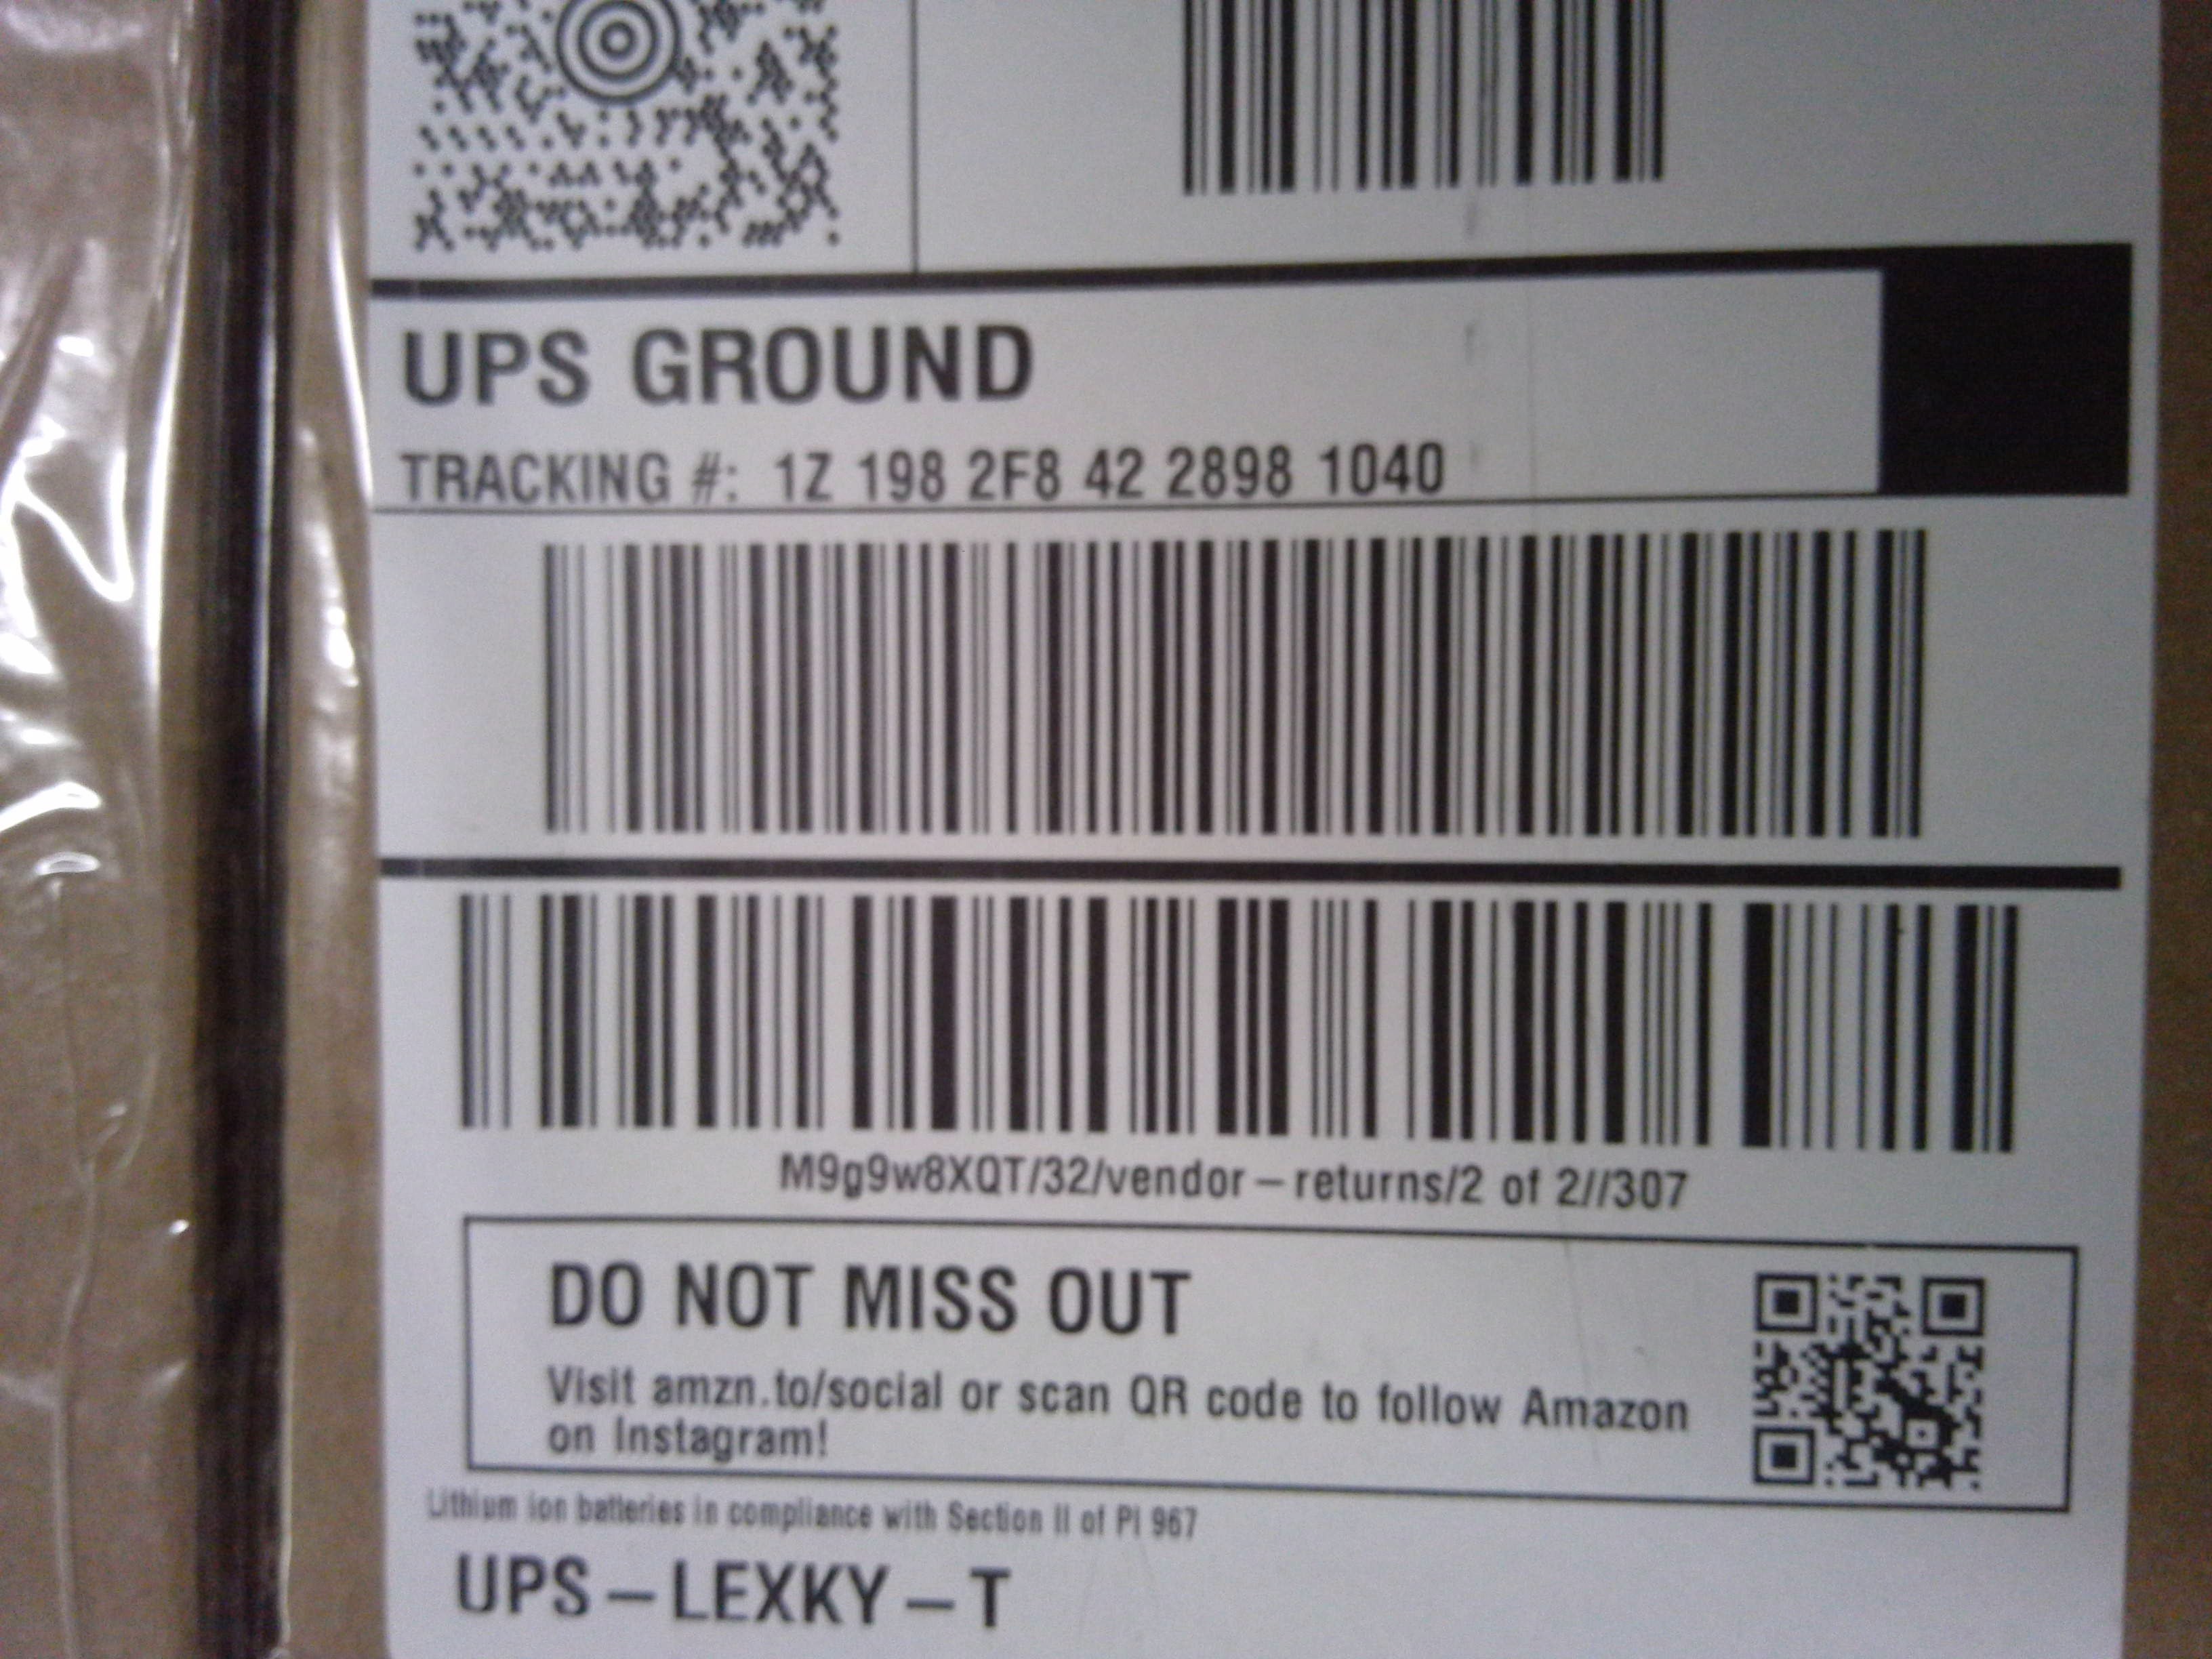 UPS GROUND
TRACKING #: 1Z 198 2F8 42 2898 1040
M9g9w8XQT/32/vendor-returns/2 of 2//307
DO NOT MISS OUT
Visit amzn.to/social or scan QR code to follow Amazon
on Instagram!
Lithium ion batteries in compliance with Section II of PI 967
UPS-LEXKY-T